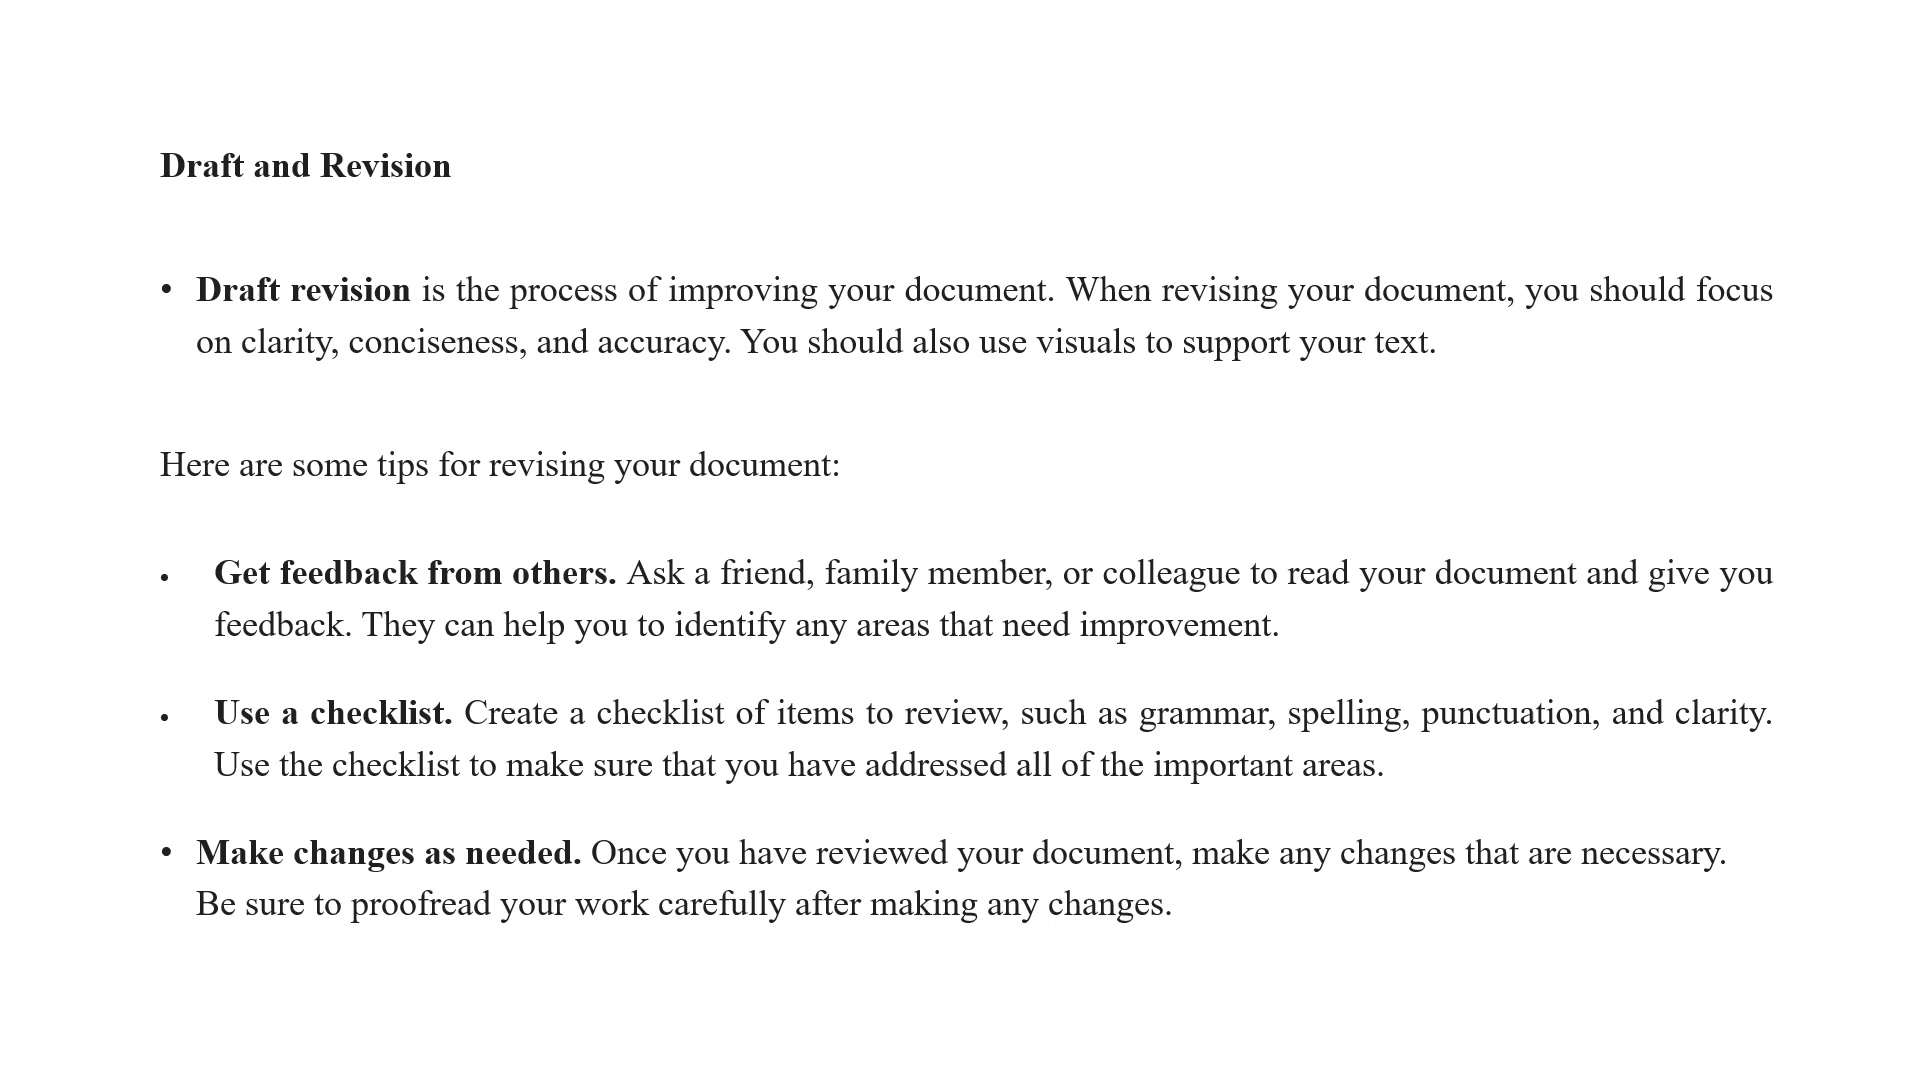 Draft and Revision
• Draft revision is the process of improving your document. When revising your document, you should focus
on clarity, conciseness, and accuracy. You should also use visuals to support your text.
Here are some tips for revising your document:
• Get feedback from others. Ask a friend, family member, or colleague to read your document and give you
feedback. They can help you to identify any areas that need improvement.
• Use a checklist. Create a checklist of items to review, such as grammar, spelling, punctuation, and clarity.
Use the checklist to make sure that you have addressed all of the important areas.
• Make changes as needed. Once you have reviewed your document, make any changes that are necessary.
Be sure to proofread your work carefully after making any changes.